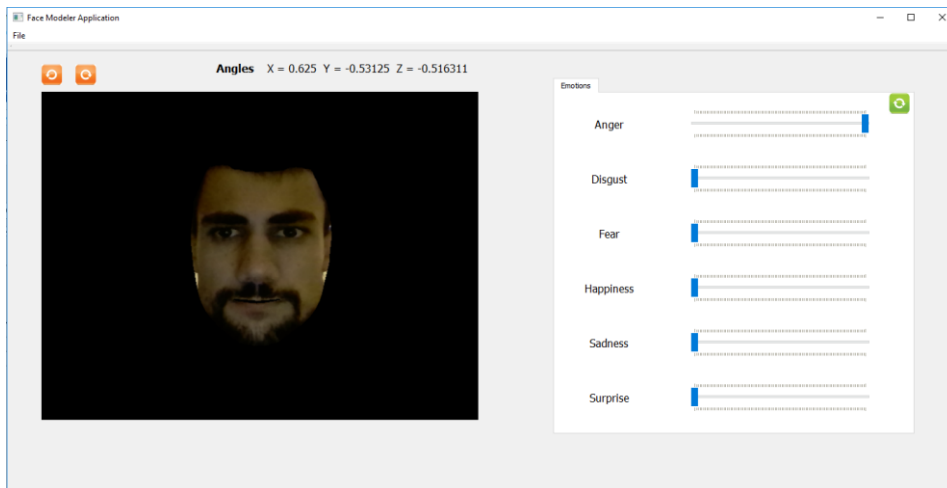 Face Modeler Application
File
Angles X = 0.625 Y = -0.53125 Z = -0.516311
Emotions
Anger
Disgust
Fear
Happiness
Sadness
Surprise